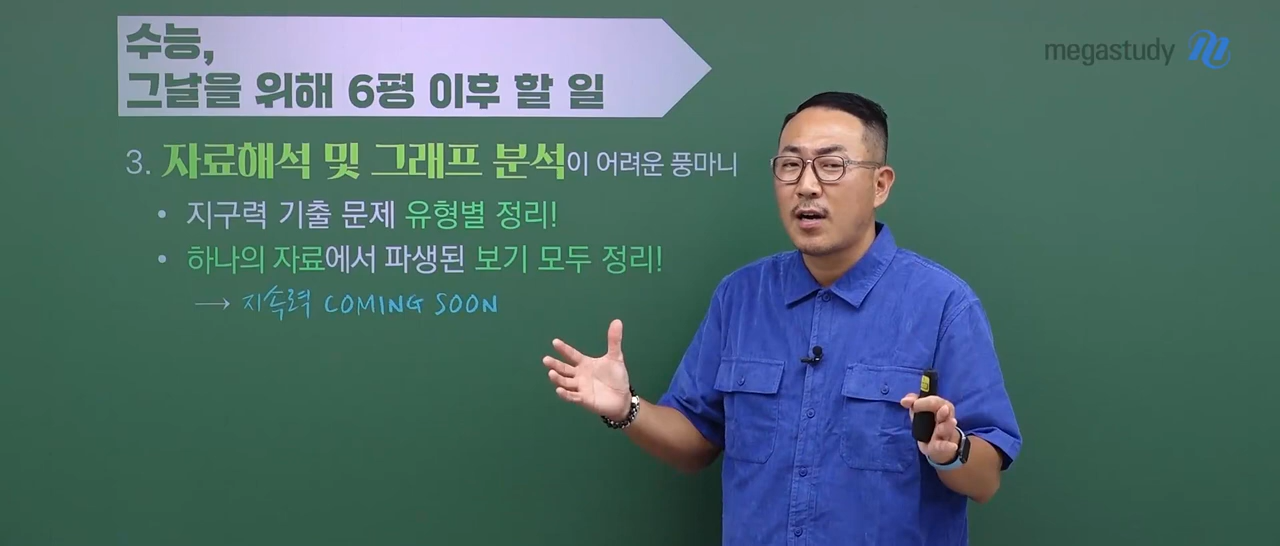 수능,
그날을 위해 6평 이후 할 일
megastudy
3. 자료해석 및 그래프 분석이 어려운 풍마니
• 지구력 기출 문제 유형별 정리!
• 하나의 자료에서 파생된 보기 모두 정리!
→ 지속력 COMING SOON